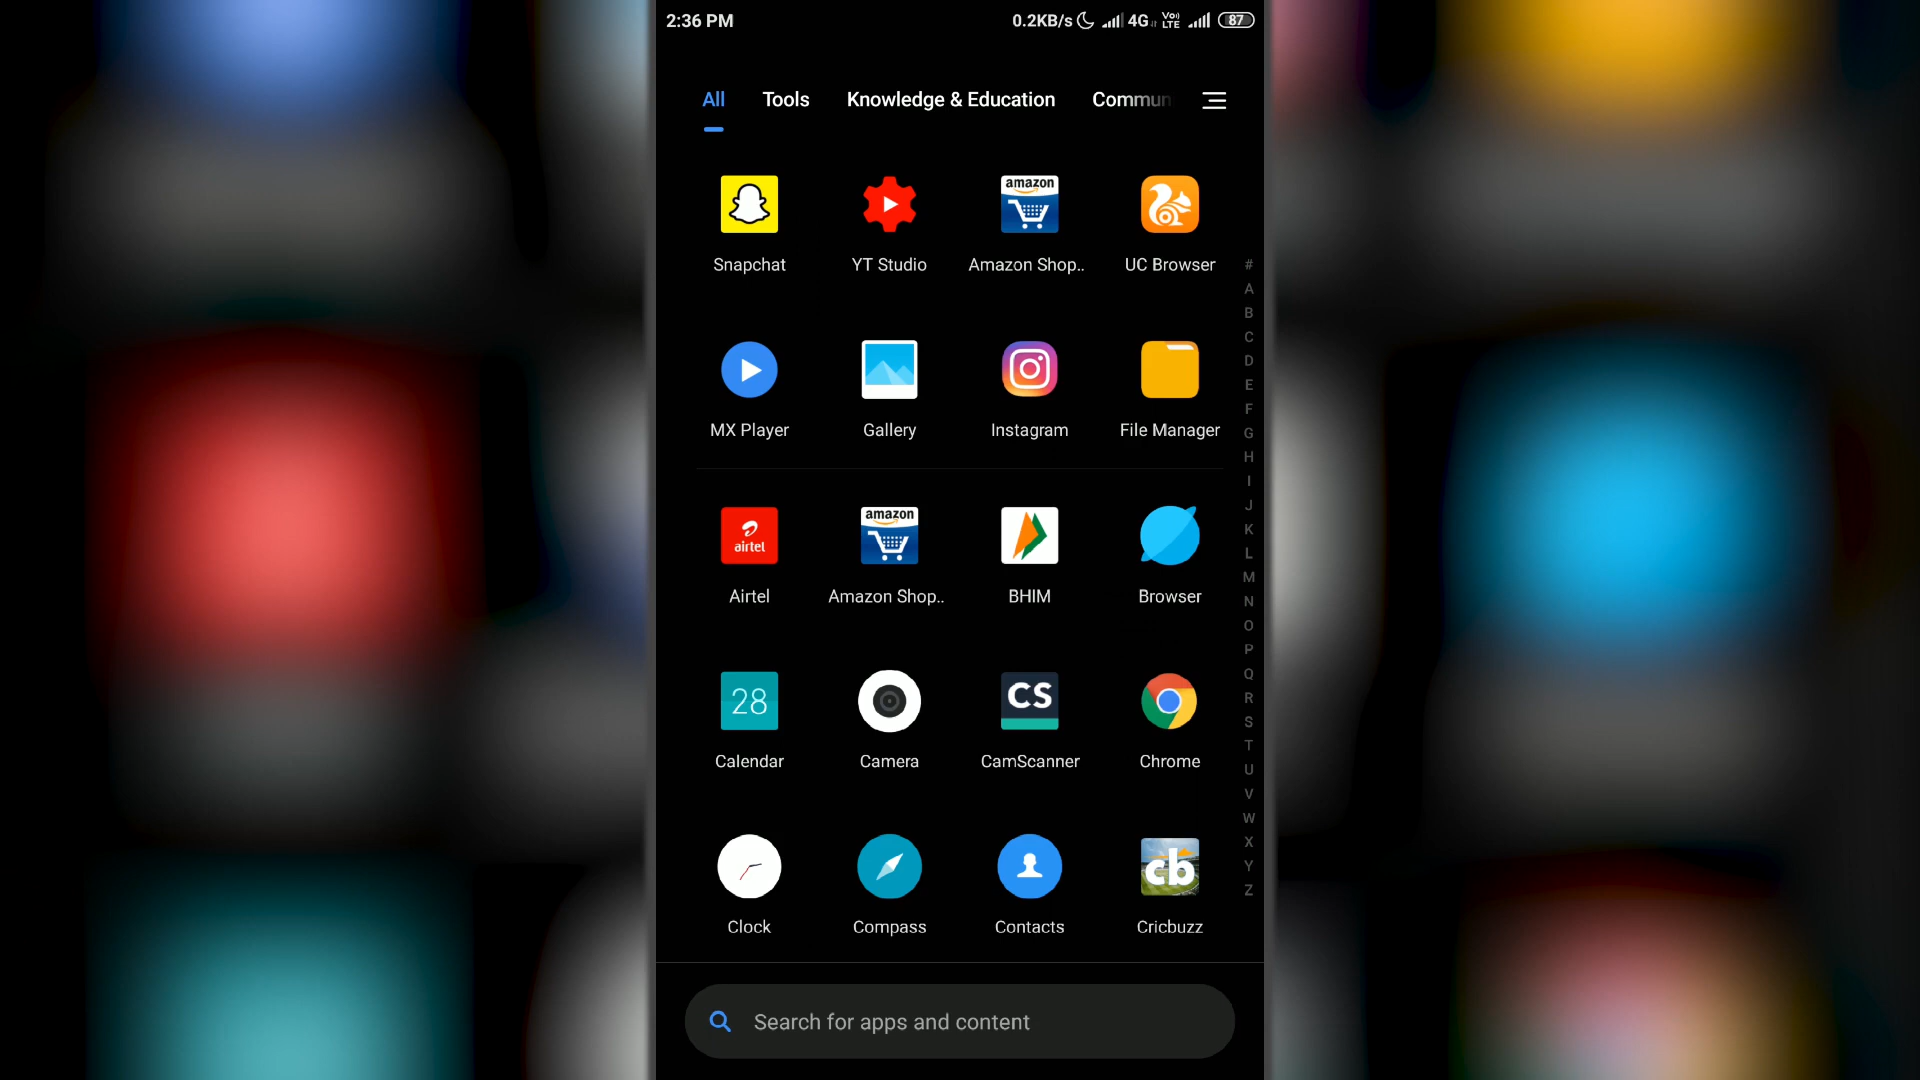 2:36 PM 0.2KB/s 4G Vo) LTE 87
All Tools Knowledge & Education Commun
amazon
Snapchat YT Studio Amazon Shop.. UC Browser
MX Player Gallery Instagram File Manager
airtel amazon
Airtel Amazon Shop.. BHIM Browser
28 CS
Calendar Camera CamScanner Chrome
cb
Clock Compass Contacts Cricbuzz
Search for apps and content
#
A
B
C
D
E
F
G
H
I
J
K
L
M
N
O
P
Q
R
S
T
U
V
W
X
Y
Z